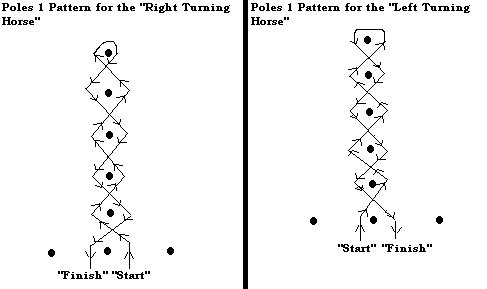 Poles 1 Pattern for the "Right Turning
Horse"
"Finish" "Start"
Poles 1 Pattern for the "Left Turning
Horse"
"Start" "Finish"